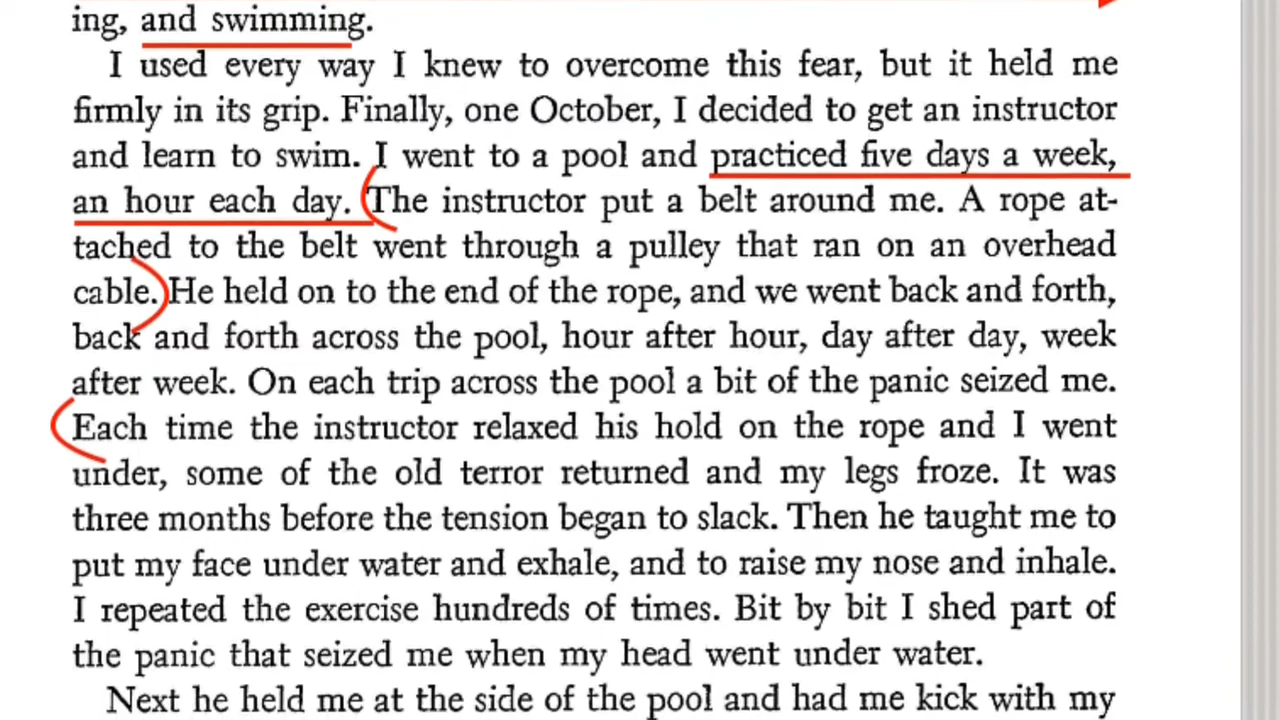 ing, and swimming.
I used every way I knew to overcome this fear, but it held me
firmly in its grip. Finally, one October, I decided to get an instructor
and learn to swim. I went to a pool and practiced five days a week,
an hour each day. The instructor put a belt around me. A rope at-
tached to the belt went through a pulley that ran on an overhead
cable. He held on to the end of the rope, and we went back and forth,
back and forth across the pool, hour after hour, day after day, week
after week. On each trip across the pool a bit of the panic seized me.
Each time the instructor relaxed his hold on the rope and I went
under, some of the old terror returned and my legs froze. It was
three months before the tension began to slack. Then he taught me to
put my face under water and exhale, and to raise my nose and inhale.
I repeated the exercise hundreds of times. Bit by bit I shed part of
the panic that seized me when my head went under water.
Next he held me at the side of the pool and had me kick with my